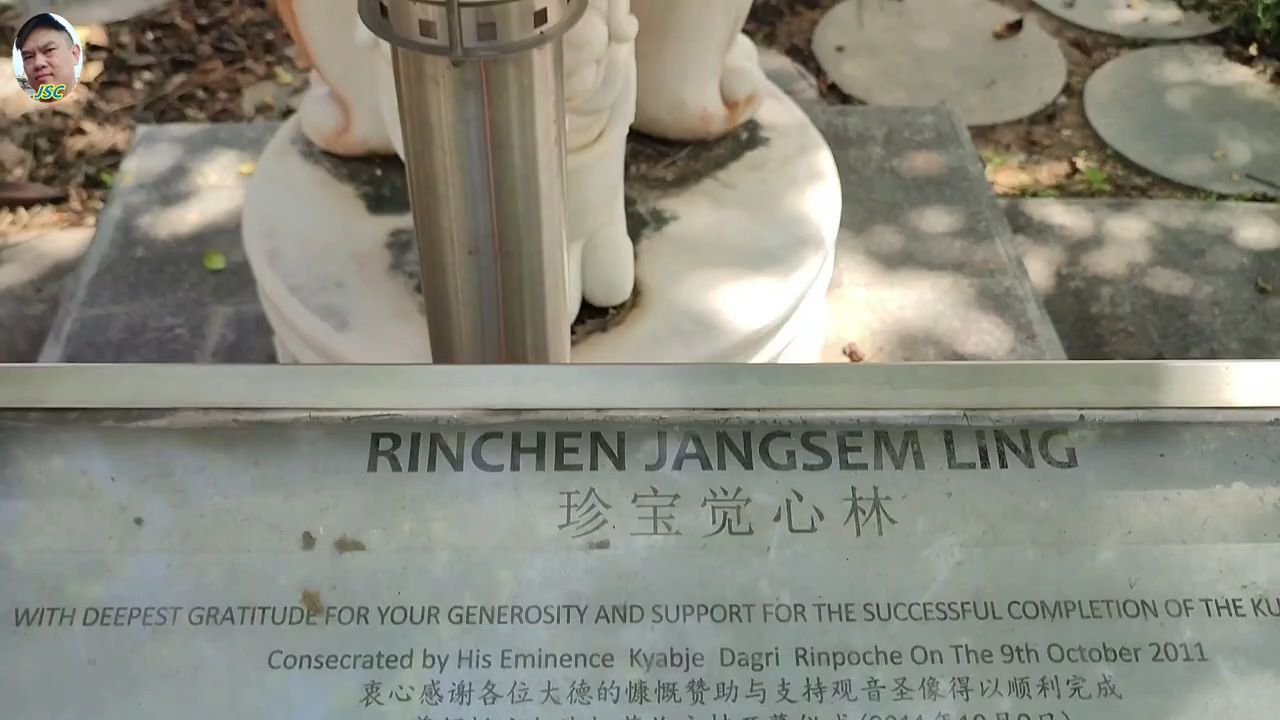 JSC
RINCHEN JANGSEM LING
珍宝觉心林
WITH DEEPEST GRATITUDE FOR YOUR GENEROSITY AND SUPPORT FOR THE SUCCESSFUL COMPLETION OF THE KU
Consecrated by His Eminence Kyabje Dagri Rinpoche On The 9th October 2011
衷心感谢各位大德的慷慨赞助与支持观音圣像得以顺利完成